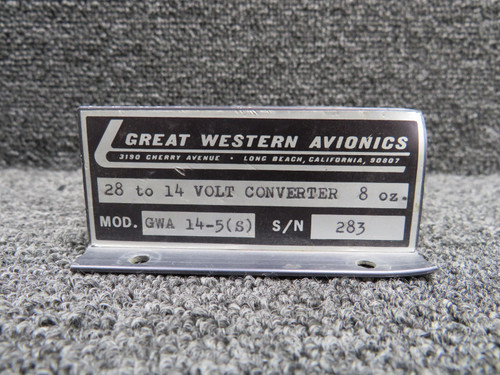 GREAT WESTERN AVIONICS
3190 CHERRY AVENUE • LONG BEACH, CALIFORNIA, 90807
28 to 14 VOLT CONVERTER 8 oz.
MOD. GWA 14-5(S) S/N 283